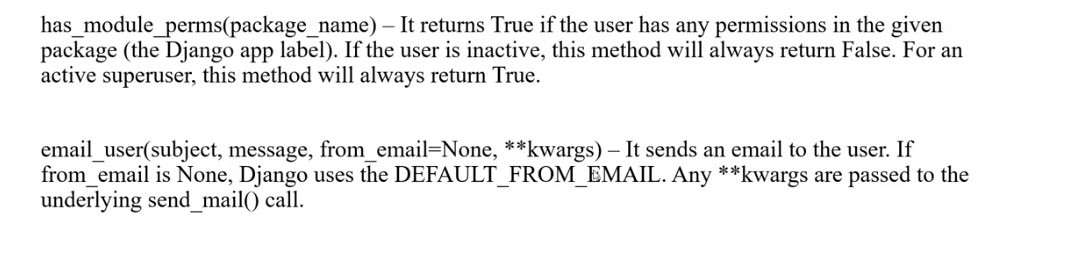 has_module_perms(package_name) – It returns True if the user has any permissions in the given
package (the Django app label). If the user is inactive, this method will always return False. For an
active superuser, this method will always return True.
email_user(subject, message, from_email=None, **kwargs) – It sends an email to the user. If
from_email is None, Django uses the DEFAULT_FROM_EMAIL. Any **kwargs are passed to the
underlying send_mail() call.